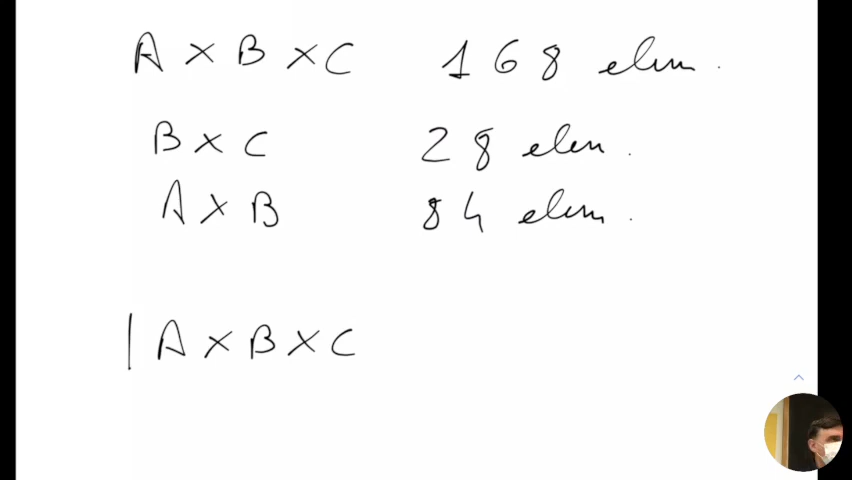 A × B × C 168 elem.
B × C 28 elem.
A × B 84 elem.
| A × B × C